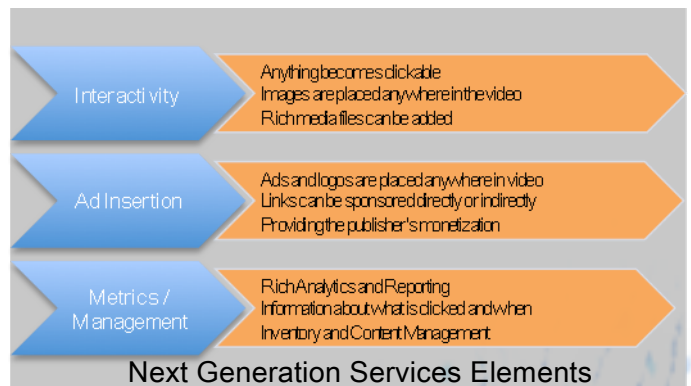 Interactivity
Anything becomes clickable
Images are placed anywhere in the video
Rich media files can be added
Ad Insertion
Ads and logos are placed anywhere in video
Links can be sponsored directly or indirectly
Providing the publisher's monetization
Metrics /
Management
Rich Analytics and Reporting
Information about what is clicked and when
Inventory and Content Management
Next Generation Services Elements